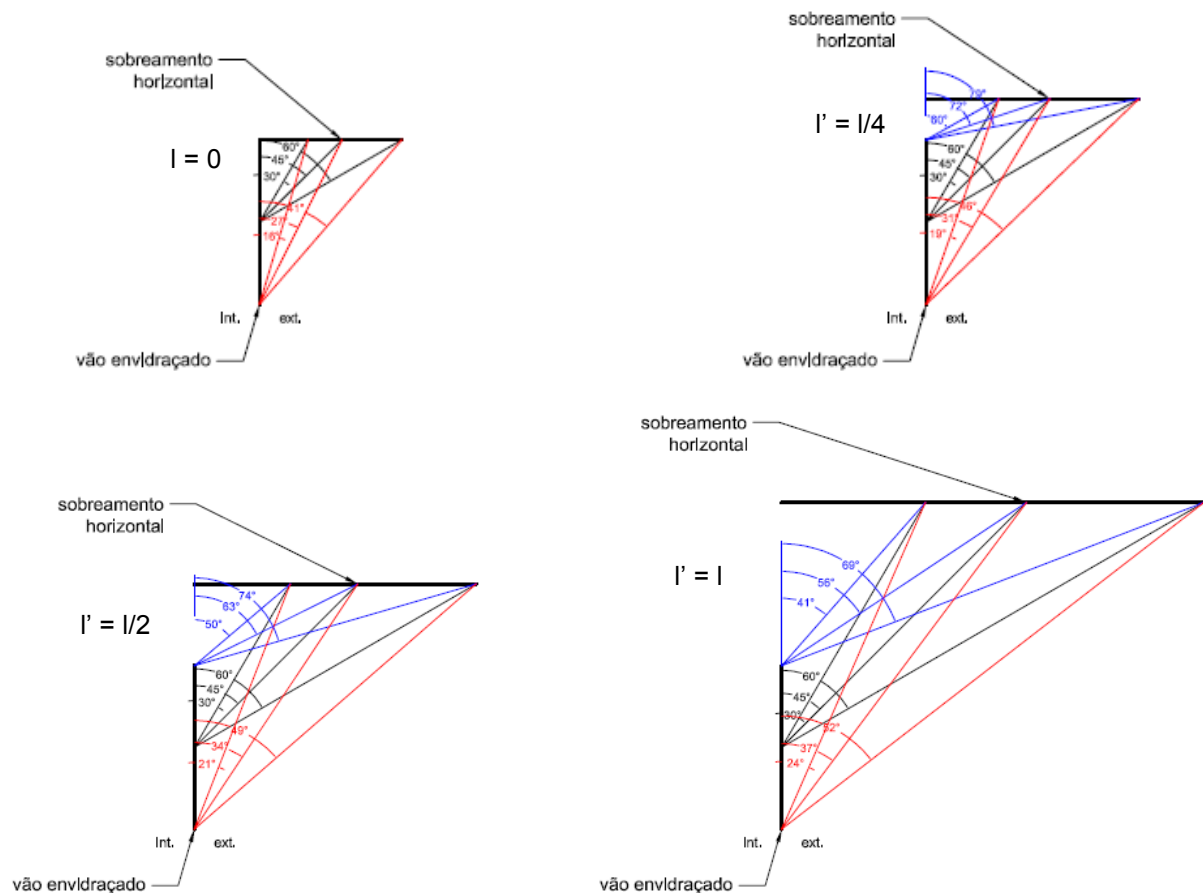 sobreamento
horizontal
l = 0
60°
45°
30°
41°
27°
16°
Int. ext.
vão envidraçado
sobreamento
horizontal
l’ = l/4
79°
72°
60°
60°
45°
30°
46°
31°
19°
Int. ext.
vão envidraçado
sobreamento
horizontal
l’ = l/2
74°
63°
50°
60°
45°
30°
49°
34°
21°
Int. ext.
vão envidraçado
sobreamento
horizontal
l’ = l
69°
56°
41°
60°
45°
30°
52°
37°
24°
Int. ext.
vão envidraçado